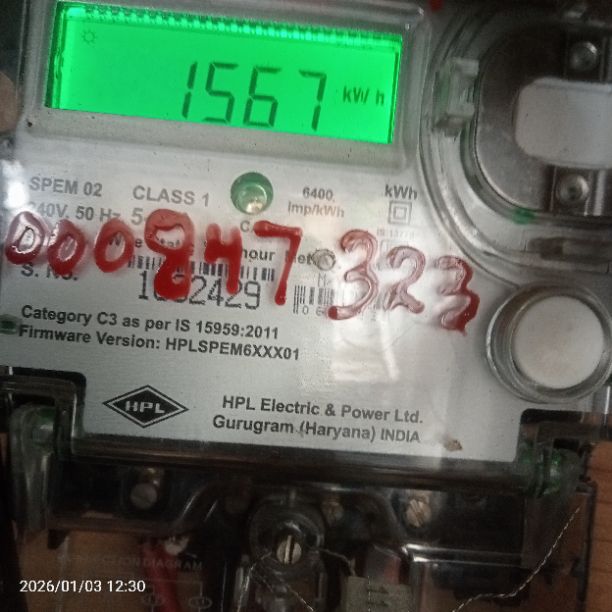 1567 kWh
SPEM 02 CLASS 1 6400 imp/kWh kWh
240V, 50 Hz
000847 323
S. No.
Category C3 as per IS 15959:2011
Firmware Version: HPLSPEM6XXX01
HPL
HPL Electric & Power Ltd.
Gurugram (Haryana) INDIA
DIAGRAM
2026/01/03 12:30